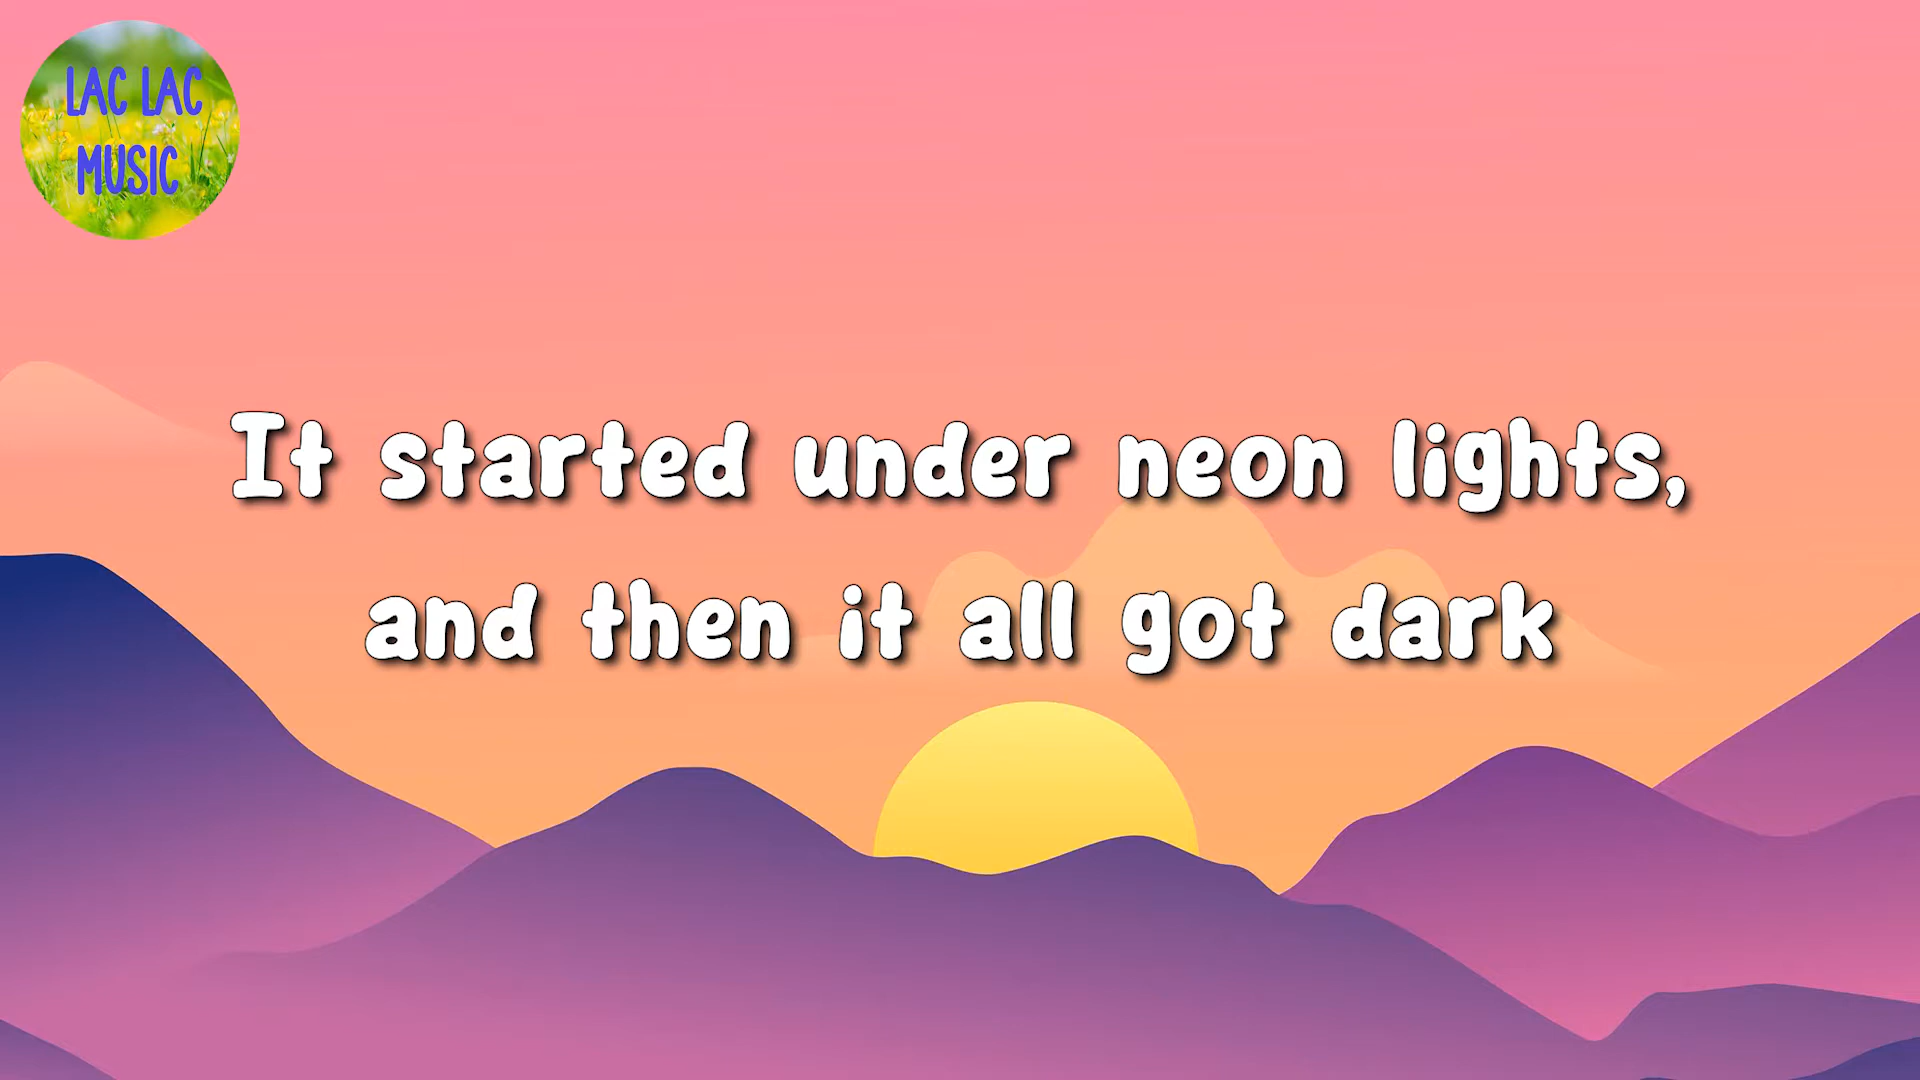 LAC LAC
MUSIC
It started under neon lights,
and then it all got dark